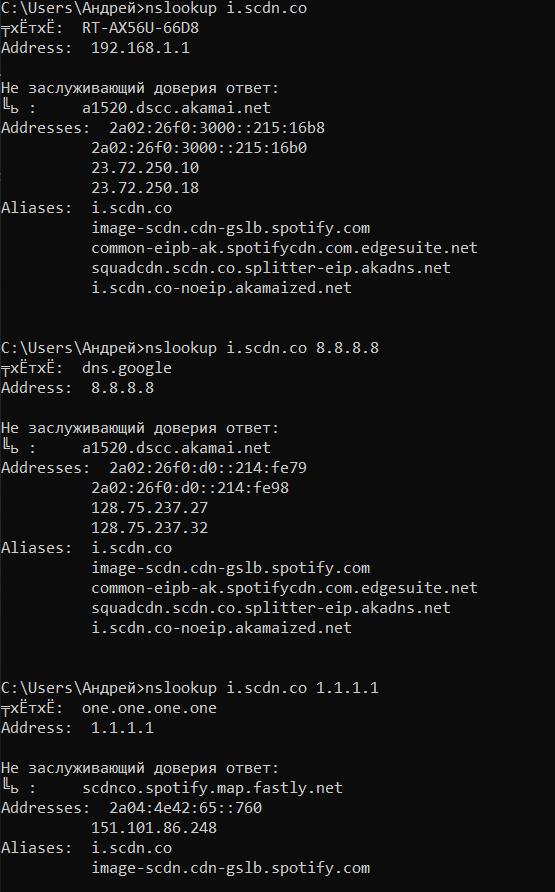 C:\Users\Андрей>nslookup i.scdn.co
╤хЁтхЁ:  RT-AX56U-66D8
Address:  192.168.1.1
Не заслуживающий доверия ответ:
╚ь :     a1520.dscc.akamai.net
Addresses:  2a02:26f0:3000::215:16b8
2a02:26f0:3000::215:16b0
23.72.250.10
23.72.250.18
Aliases:  i.scdn.co
image-scdn.cdn-gslb.spotify.com
common-eipb-ak.spotifycdn.com.edgesuite.net
squadcdn.scdn.co.splitter-eip.akadns.net
i.scdn.co-noeip.akamaized.net
C:\Users\Андрей>nslookup i.scdn.co 8.8.8.8
╤хЁтхЁ:  dns.google
Address:  8.8.8.8
Не заслуживающий доверия ответ:
╚ь :     a1520.dscc.akamai.net
Addresses:  2a02:26f0:d0::214:fe79
2a02:26f0:d0::214:fe98
128.75.237.27
128.75.237.32
Aliases:  i.scdn.co
image-scdn.cdn-gslb.spotify.com
common-eipb-ak.spotifycdn.com.edgesuite.net
squadcdn.scdn.co.splitter-eip.akadns.net
i.scdn.co-noeip.akamaized.net
C:\Users\Андрей>nslookup i.scdn.co 1.1.1.1
╤хЁтхЁ:  one.one.one.one
Address:  1.1.1.1
Не заслуживающий доверия ответ:
╚ь :     scdnco.spotify.map.fastly.net
Addresses:  2a04:4e42:65::760
151.101.86.248
Aliases:  i.scdn.co
image-scdn.cdn-gslb.spotify.com